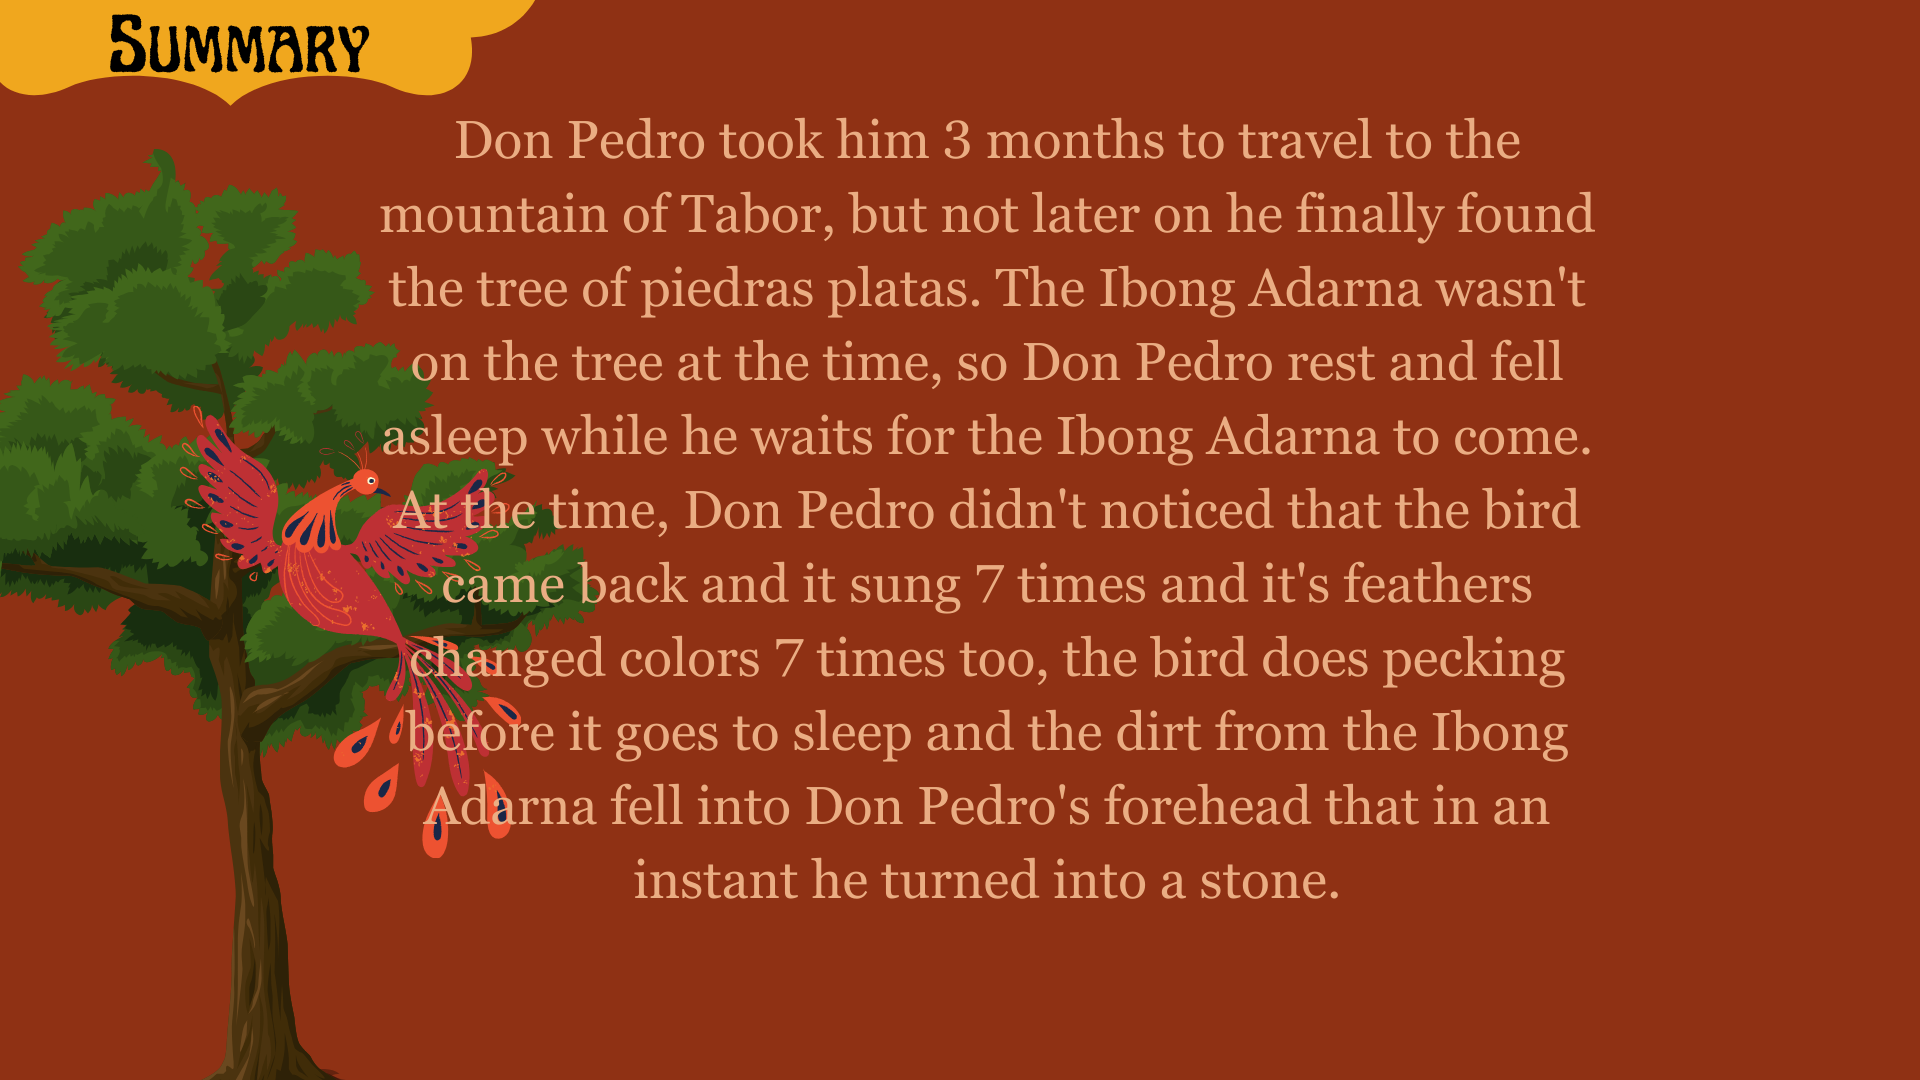 Summary
Don Pedro took him 3 months to travel to the
mountain of Tabor, but not later on he finally found
the tree of piedras platas. The Ibong Adarna wasn't
on the tree at the time, so Don Pedro rest and fell
asleep while he waits for the Ibong Adarna to come.
At the time, Don Pedro didn't noticed that the bird
came back and it sung 7 times and it's feathers
changed colors 7 times too, the bird does pecking
before it goes to sleep and the dirt from the Ibong
Adarna fell into Don Pedro's forehead that in an
instant he turned into a stone.